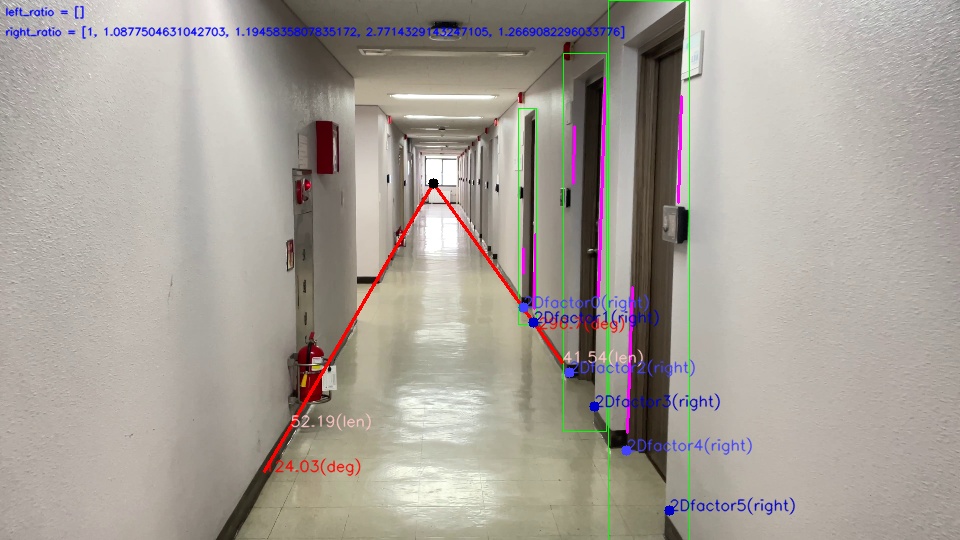 left_ratio = []
right_ratio = [1, 1.0877504631042703, 1.1945835807835172, 2.7714329143247105, 1.2669082296033776]
2Dfactor0(right)
2Dfactor1(right)
41.54(len)
2Dfactor2(right)
2Dfactor3(right)
52.19(len)
2Dfactor4(right)
124.03(deg)
2Dfactor5(right)